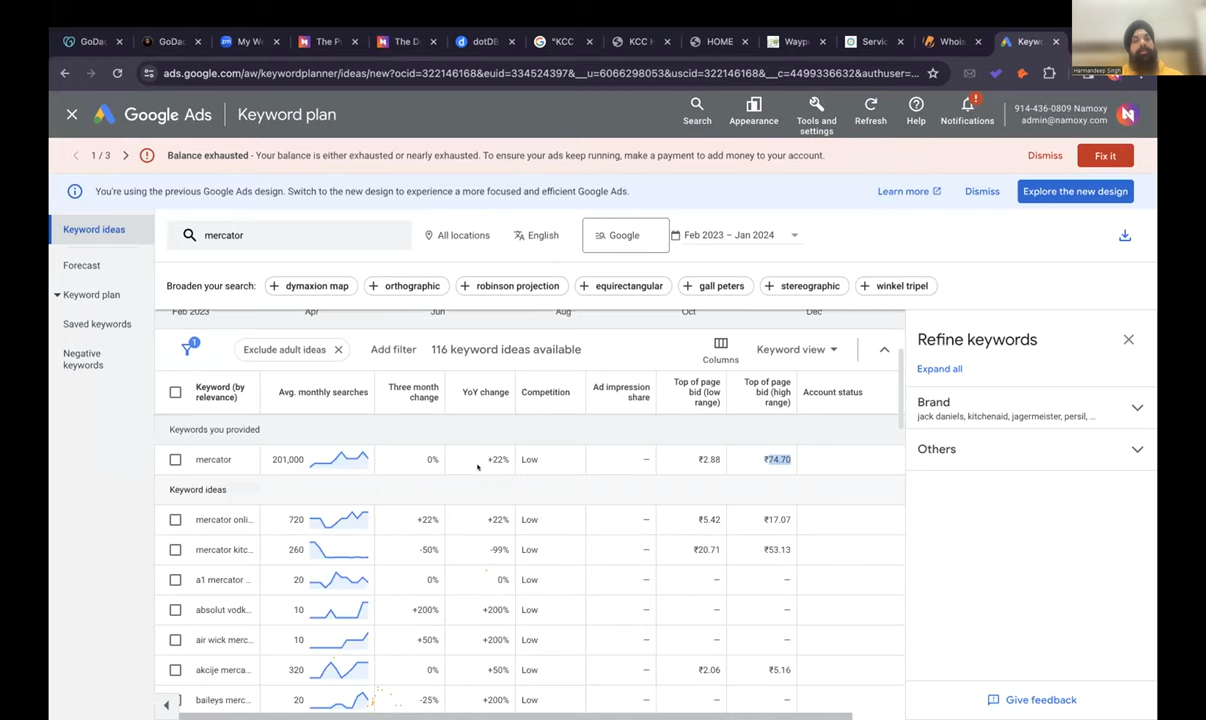 GoDa
GoDa
My We
The P
The D
dotDB
"KCC
KCC H
HOME
Wayp
Servic
Whois
Keywo
ads.google.com/aw/keywordplanner/ideas/new?ocid=322146168&euid=334524397&__u=6066298053&uscid=322146168&__c=4499336632&authuser=...
Harmandeep Singh
Google Ads
Keyword plan
Search
Appearance
Tools and settings
Refresh
Help
Notifications
914-436-0809 Namoxy
admin@namoxy.com
1 / 3
Balance exhausted - Your balance is either exhausted or nearly exhausted. To ensure your ads keep running, make a payment to add money to your account.
Dismiss
Fix it
You're using the previous Google Ads design. Switch to the new design to experience a more focused and efficient Google Ads.
Learn more
Dismiss
Explore the new design
Keyword ideas
Forecast
Keyword plan
Saved keywords
Negative keywords
mercator
All locations
English
Google
Feb 2023 – Jan 2024
Broaden your search:
dymaxion map
orthographic
robinson projection
equirectangular
gall peters
stereographic
winkel tripel
Feb 2023 Apr Jun Aug Oct Dec
1
Exclude adult ideas
Add filter
116 keyword ideas available
Columns
Keyword view
Keyword (by relevance) Avg. monthly searches Three month change YoY change Competition Ad impression share Top of page bid (low range) Top of page bid (high range) Account status
Keywords you provided
mercator 201,000 0% +22% Low – ₹2.88 ₹74.70
Keyword ideas
mercator onli... 720 +22% +22% Low – ₹5.42 ₹17.07
mercator kitc... 260 -50% -99% Low – ₹20.71 ₹53.13
a1 mercator ... 20 0% 0% Low – – –
absolut vodk... 10 +200% +200% Low – – –
air wick merc... 10 +50% +200% Low – – –
akcije merca... 320 0% +50% Low – ₹2.06 ₹5.16
baileys merc... 20 -25% +200% Low – – –
Refine keywords
Expand all
Brand
jack daniels, kitchenaid, jagermeister, persil, ...
Others
Give feedback